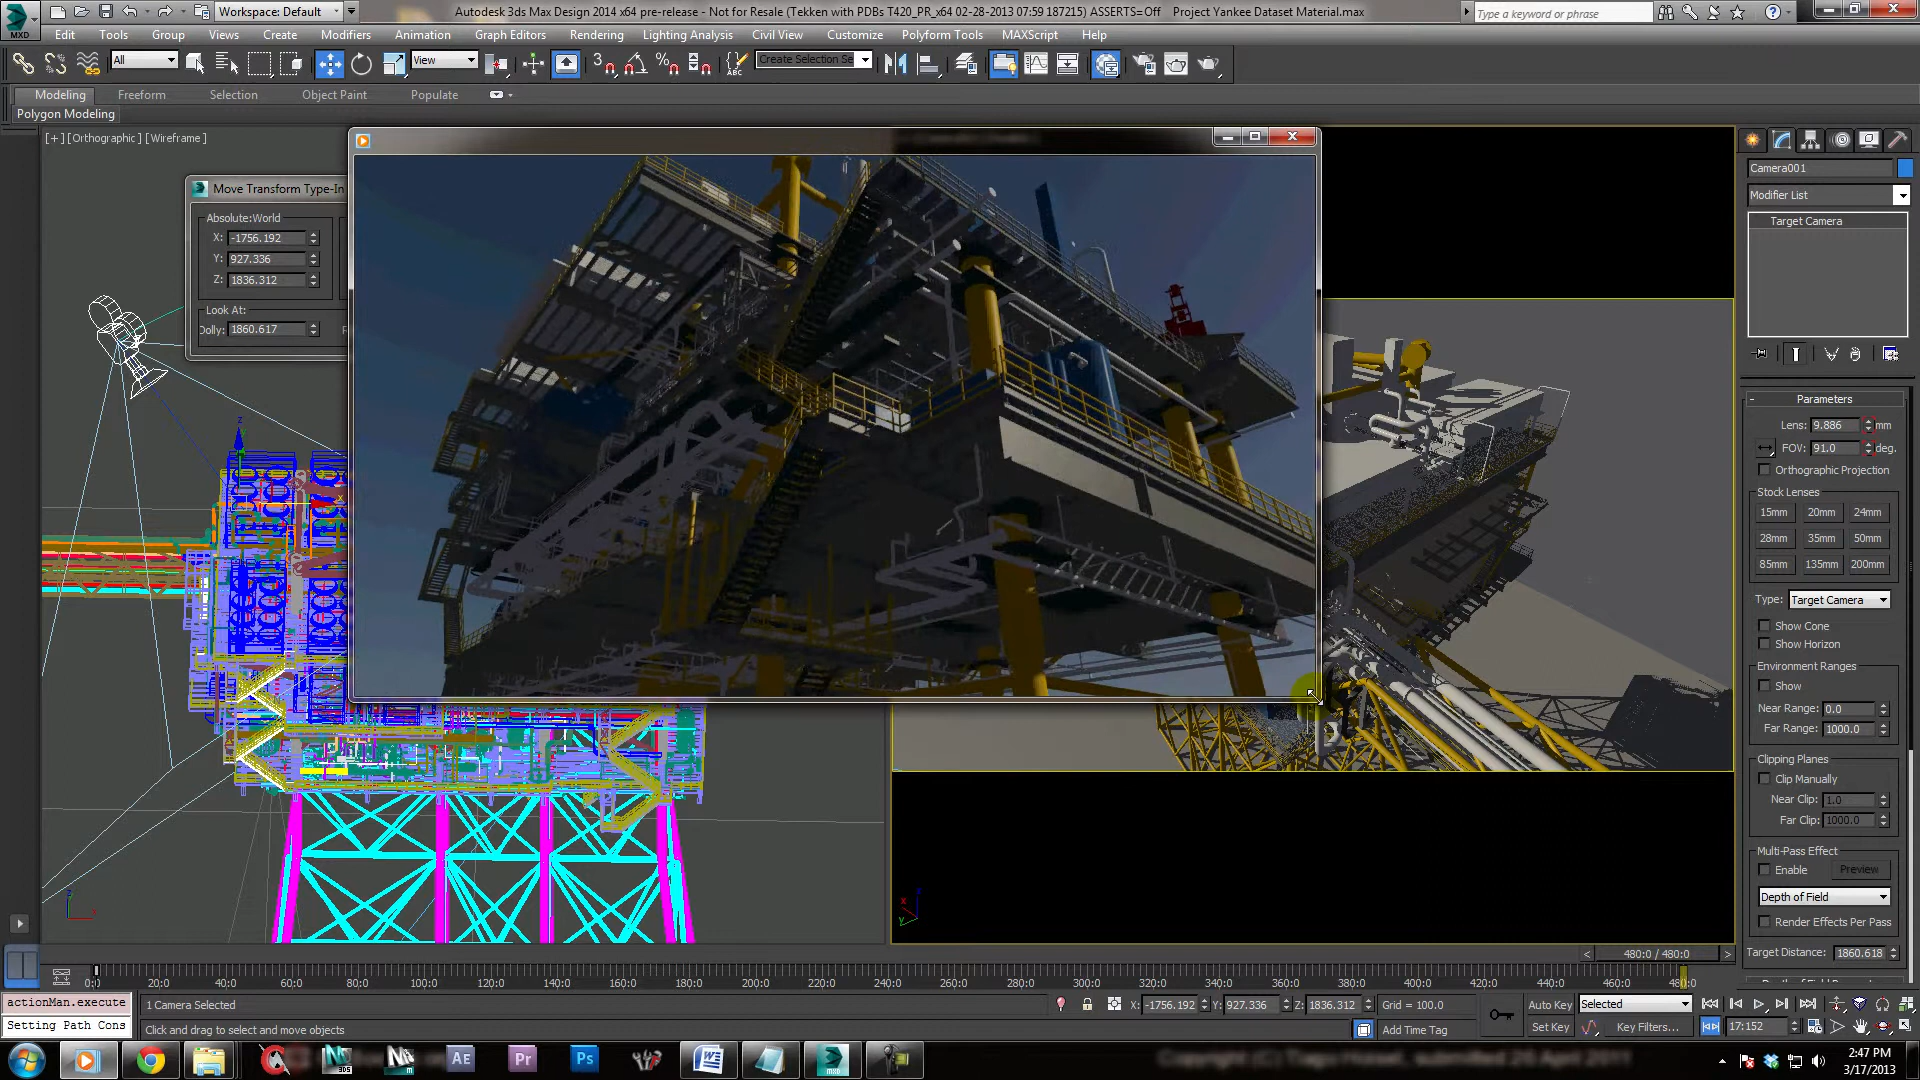 Workspace: Default
Autodesk 3ds Max Design 2014 x64 pre-release - Not for Resale (Tekken with PDBs T420_PR_x64 02-28-2013 07:59 187215) ASSERTS=Off    Project Yankee Dataset Material.max
Type a keyword or phrase
MXD
Edit Tools Group Views Create Modifiers Animation Graph Editors Rendering Lighting Analysis Civil View Customize Polyform Tools MAXScript Help
All View Create Selection Se
Modeling Freeform Selection Object Paint Populate
Polygon Modeling
[+] [Orthographic] [Wireframe]
Move Transform Type-In
Absolute:World
X: -1756.192
Y: 927.336
Z: 1836.312
Look At:
Dolly: 1860.617
Camera001
Modifier List
Target Camera
Parameters
Lens: 9.886 mm
FOV: 91.0 deg.
Orthographic Projection
Stock Lenses
15mm 20mm 24mm
28mm 35mm 50mm
85mm 135mm 200mm
Type: Target Camera
Show Cone
Show Horizon
Environment Ranges
Show
Near Range: 0.0
Far Range: 1000.0
Clipping Planes
Clip Manually
Near Clip: 1.0
Far Clip: 1000.0
Multi-Pass Effect
Enable Preview
Depth of Field
Render Effects Per Pass
Target Distance: 1860.618
< 480:0 / 480:0 >
0:0 20:0 40:0 60:0 80:0 100:0 120:0 140:0 160:0 180:0 200:0 220:0 240:0 260:0 280:0 300:0 320:0 340:0 360:0 380:0 400:0 420:0 440:0 460:0 480:0
actionMan.execute
Setting Path Cons
1 Camera Selected
X: -1756.192 Y: 927.336 Z: 1836.312 Grid = 100.0
Auto Key Selected
Click and drag to select and move objects
Add Time Tag
Set Key Key Filters...
17:152
AE Pr Ps
2:47 PM
3/17/2013